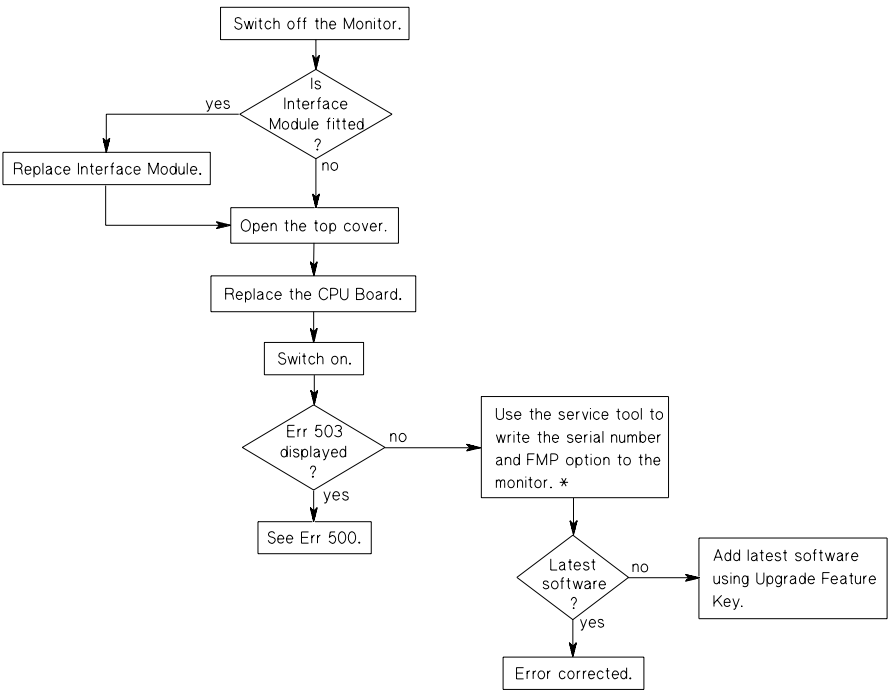 Switch off the Monitor.
Is
Interface
Module fitted
?
yes
no
Replace Interface Module.
Open the top cover.
Replace the CPU Board.
Switch on.
Err 503
displayed
?
no
yes
See Err 500.
Use the service tool to
write the serial number
and FMP option to the
monitor. *
Latest
software
?
no
yes
Add latest software
using Upgrade Feature
Key.
Error corrected.